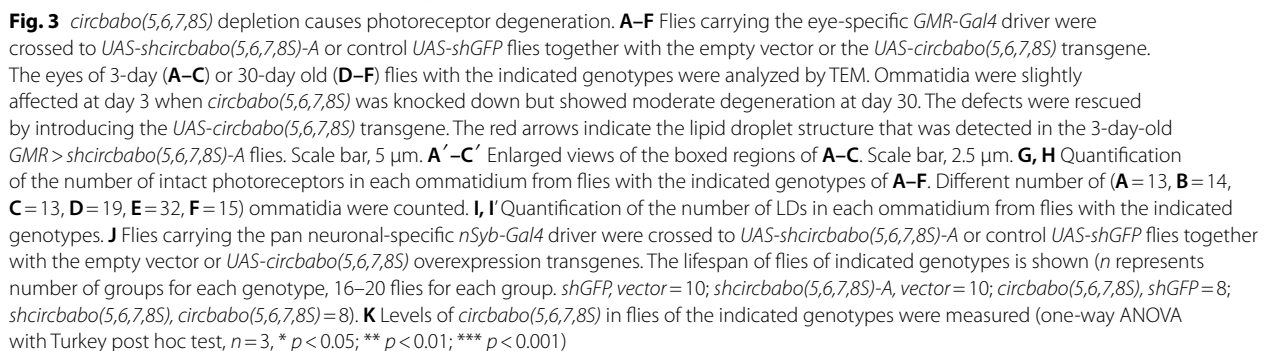 Fig. 3 circbabo(5,6,7,8S) depletion causes photoreceptor degeneration. A–F Flies carrying the eye-specific GMR-Gal4 driver were
crossed to UAS-shcircbabo(5,6,7,8S)-A or control UAS-shGFP flies together with the empty vector or the UAS-circbabo(5,6,7,8S) transgene.
The eyes of 3-day (A–C) or 30-day old (D–F) flies with the indicated genotypes were analyzed by TEM. Ommatidia were slightly
affected at day 3 when circbabo(5,6,7,8S) was knocked down but showed moderate degeneration at day 30. The defects were rescued
by introducing the UAS-circbabo(5,6,7,8S) transgene. The red arrows indicate the lipid droplet structure that was detected in the 3-day-old
GMR > shcircbabo(5,6,7,8S)-A flies. Scale bar, 5 μm. A′–C′ Enlarged views of the boxed regions of A–C. Scale bar, 2.5 μm. G, H Quantification
of the number of intact photoreceptors in each ommatidium from flies with the indicated genotypes of A–F. Different number of (A = 13, B = 14,
C = 13, D = 19, E = 32, F = 15) ommatidia were counted. I, I′ Quantification of the number of LDs in each ommatidium from flies with the indicated
genotypes. J Flies carrying the pan neuronal-specific nSyb-Gal4 driver were crossed to UAS-shcircbabo(5,6,7,8S)-A or control UAS-shGFP flies together
with the empty vector or UAS-circbabo(5,6,7,8S) overexpression transgenes. The lifespan of flies of indicated genotypes is shown (n represents
number of groups for each genotype, 16–20 flies for each group. shGFP, vector = 10; shcircbabo(5,6,7,8S)-A, vector = 10; circbabo(5,6,7,8S), shGFP = 8;
shcircbabo(5,6,7,8S), circbabo(5,6,7,8S) = 8). K Levels of circbabo(5,6,7,8S) in flies of the indicated genotypes were measured (one-way ANOVA
with Turkey post hoc test, n = 3, * p < 0.05; ** p < 0.01; *** p < 0.001)